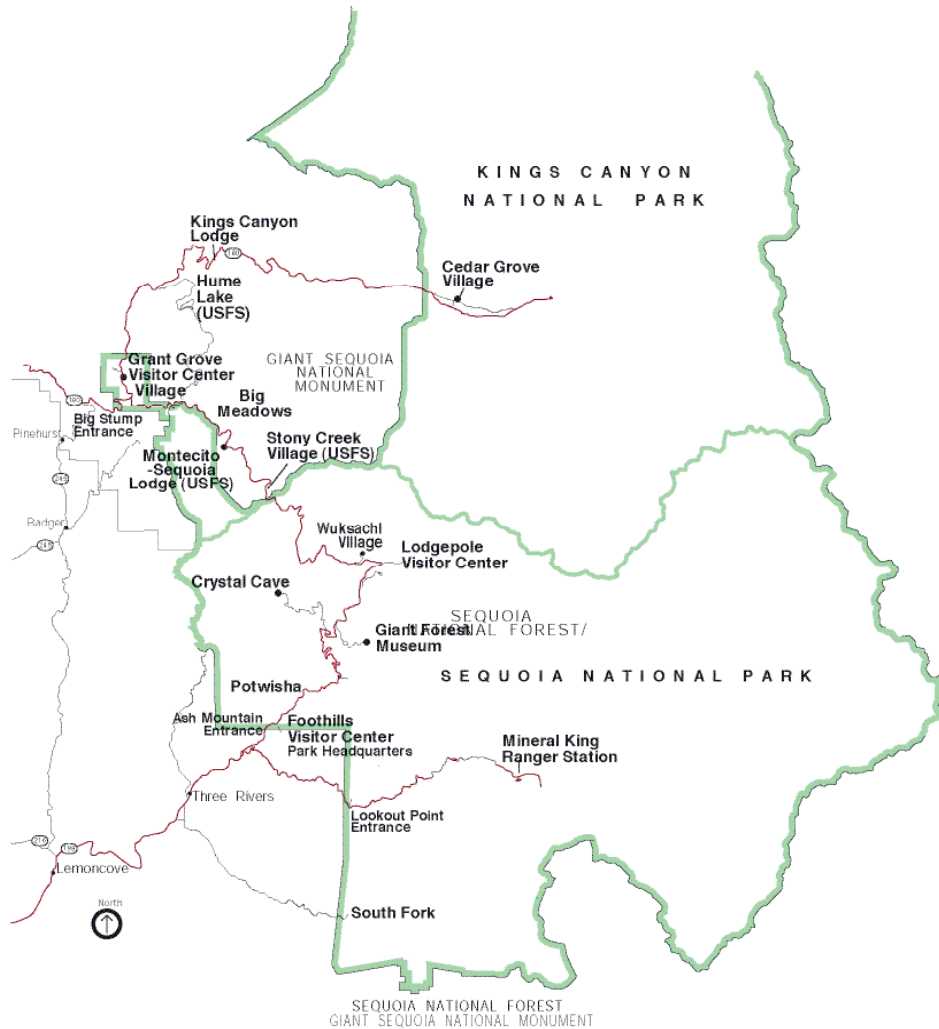 KINGS CANYON
NATIONAL PARK
Kings Canyon
Lodge
180
Cedar Grove
Village
Hume
Lake
(USFS)
GIANT SEQUOIA
NATIONAL
MONUMENT
Grant Grove
Visitor Center
Village
Big
Meadows
180
Big Stump
Entrance
Pinehurst
Stony Creek
Village (USFS)
Montecito
-Sequoia
Lodge (USFS)
245
Badger
Wuksachl
Village
Lodgepole
Visitor Center
Crystal Cave
SEQUOIA
NATIONAL FOREST/
Giant Forest
Museum
SEQUOIA NATIONAL PARK
Potwisha
Ash Mountain
Entrance
Foothills
Visitor Center
Park Headquarters
Mineral King
Ranger Station
Three Rivers
Lookout Point
Entrance
216
198
Lemoncove
North
South Fork
SEQUOIA NATIONAL FOREST
GIANT SEQUOIA NATIONAL MONUMENT